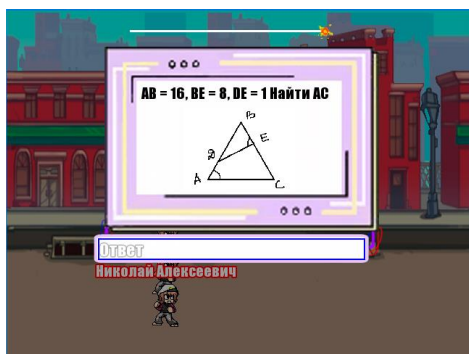 AB = 16, BE = 8, DE = 1 Найти AC
B
E
D
A
C
Ответ
Николай Алексеевич